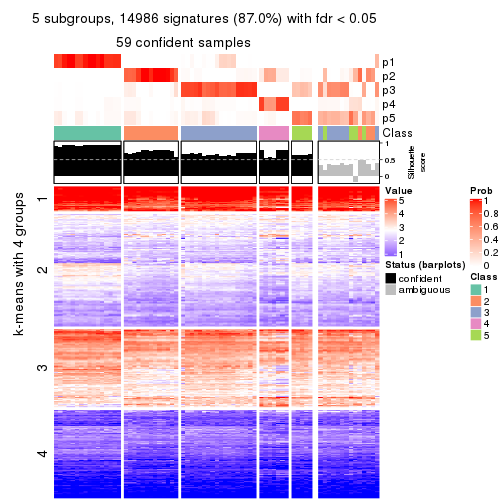 5 subgroups, 14986 signatures (87.0%) with fdr < 0.05
59 confident samples
p1
p2
p3
p4
p5
Class
1
0.5
0
Silhouette
score
k-means with 4 groups
1
2
3
4
Value
5
4
3
2
1
Status (barplots)
confident
ambiguous
Prob
1
0.8
0.6
0.4
0.2
0
Class
1
2
3
4
5